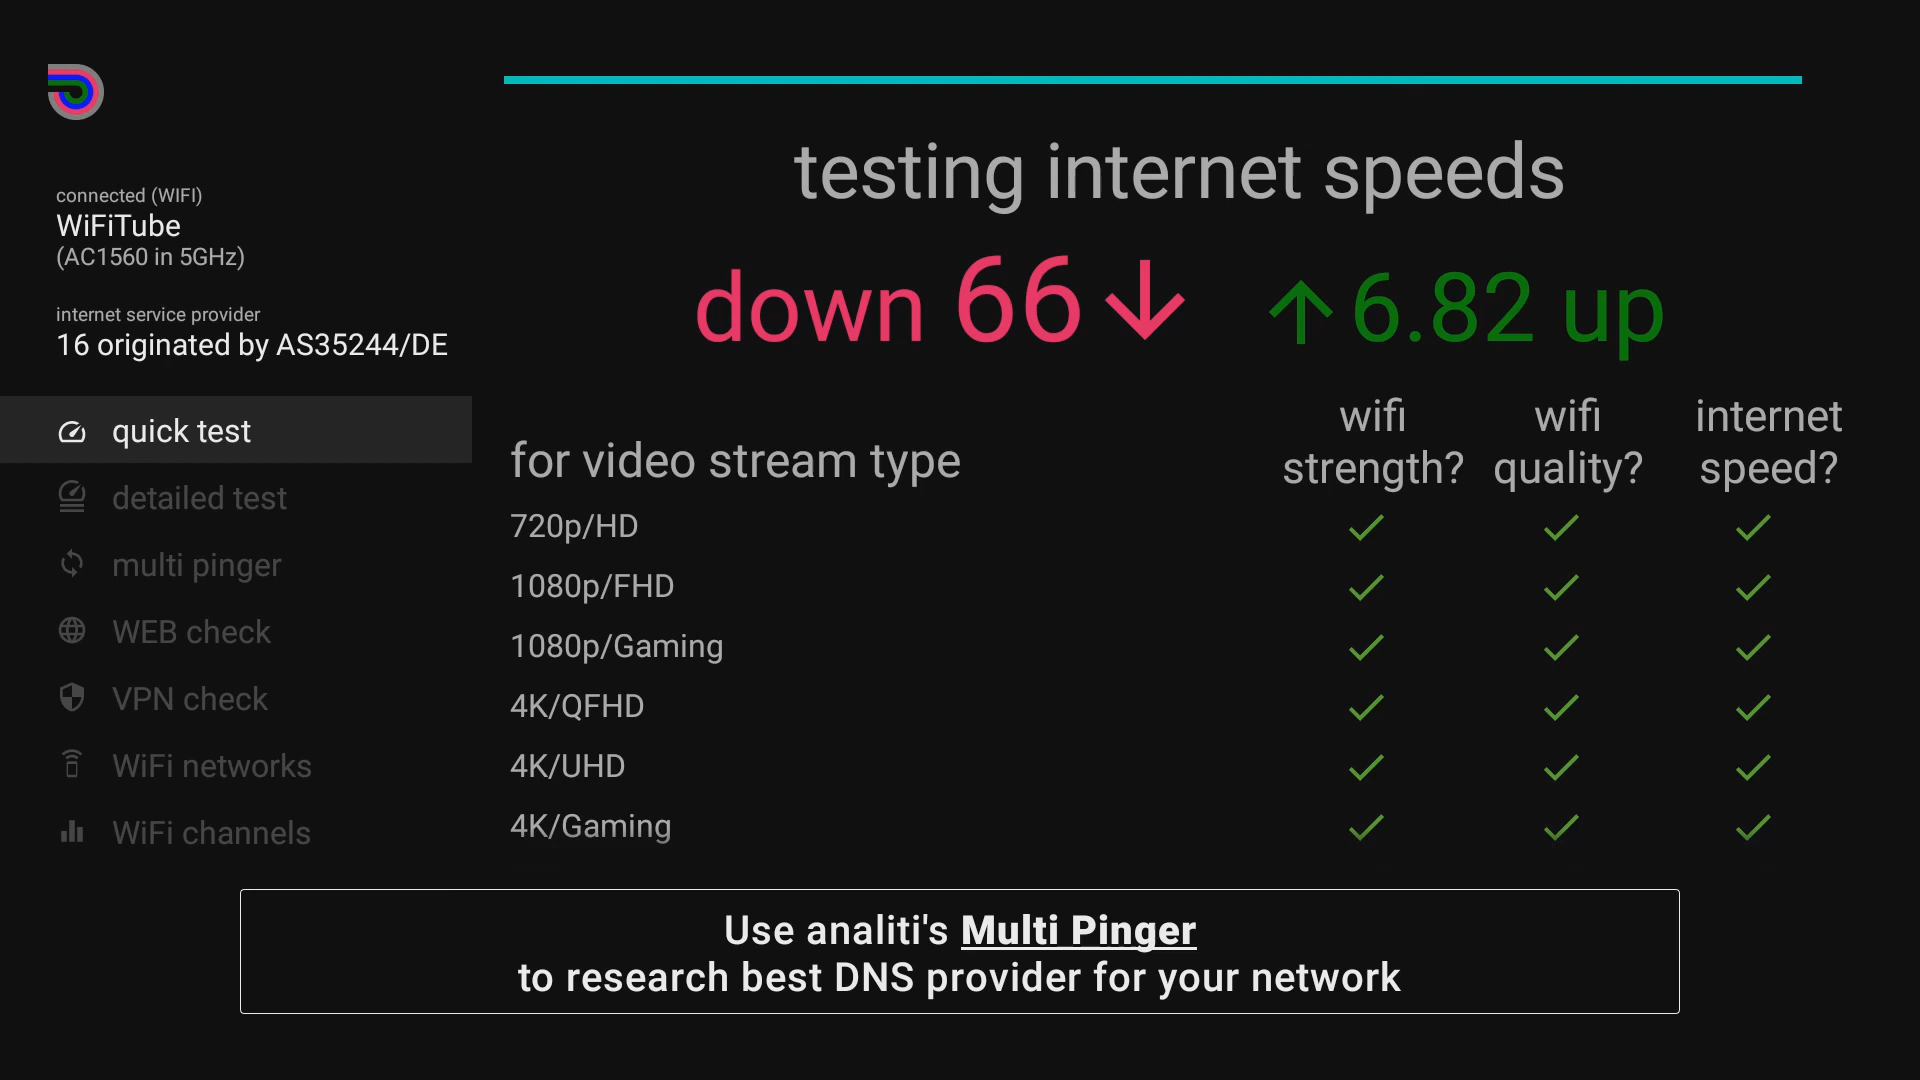 connected (WIFI)
WiFiTube
(AC1560 in 5GHz)
internet service provider
16 originated by AS35244/DE
quick test
detailed test
multi pinger
WEB check
VPN check
WiFi networks
WiFi channels
testing internet speeds
down 66 ↓ ↑ 6.82 up
for video stream type
wifi strength?
wifi quality?
internet speed?
720p/HD
1080p/FHD
1080p/Gaming
4K/QFHD
4K/UHD
4K/Gaming
Use analiti's Multi Pinger
to research best DNS provider for your network